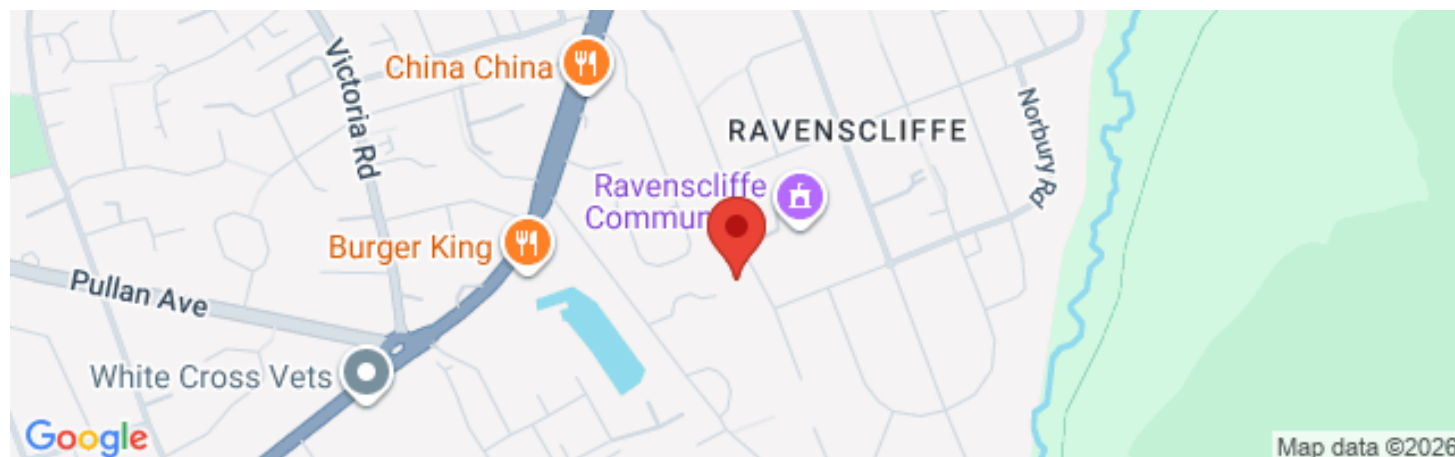 China China
Victoria Rd
RAVENSCLIFFE
Norbury Rd
Ravenscliffe
Commun
Burger King
Pullan Ave
White Cross Vets
Google
Map data ©2026